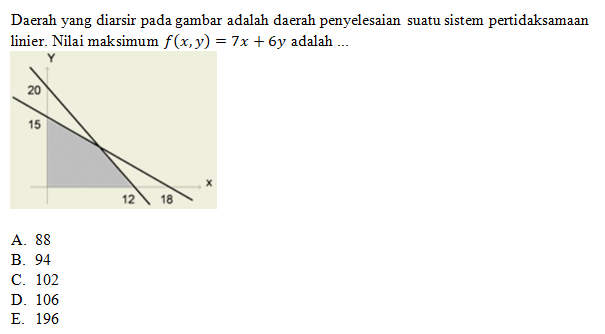 Daerah yang diarsir pada gambar adalah daerah penyelesaian suatu sistem pertidaksamaan
linier. Nilai maksimum f(x, y) = 7x + 6y adalah ...
Y
20
15
X
12 18
A. 88
B. 94
C. 102
D. 106
E. 196